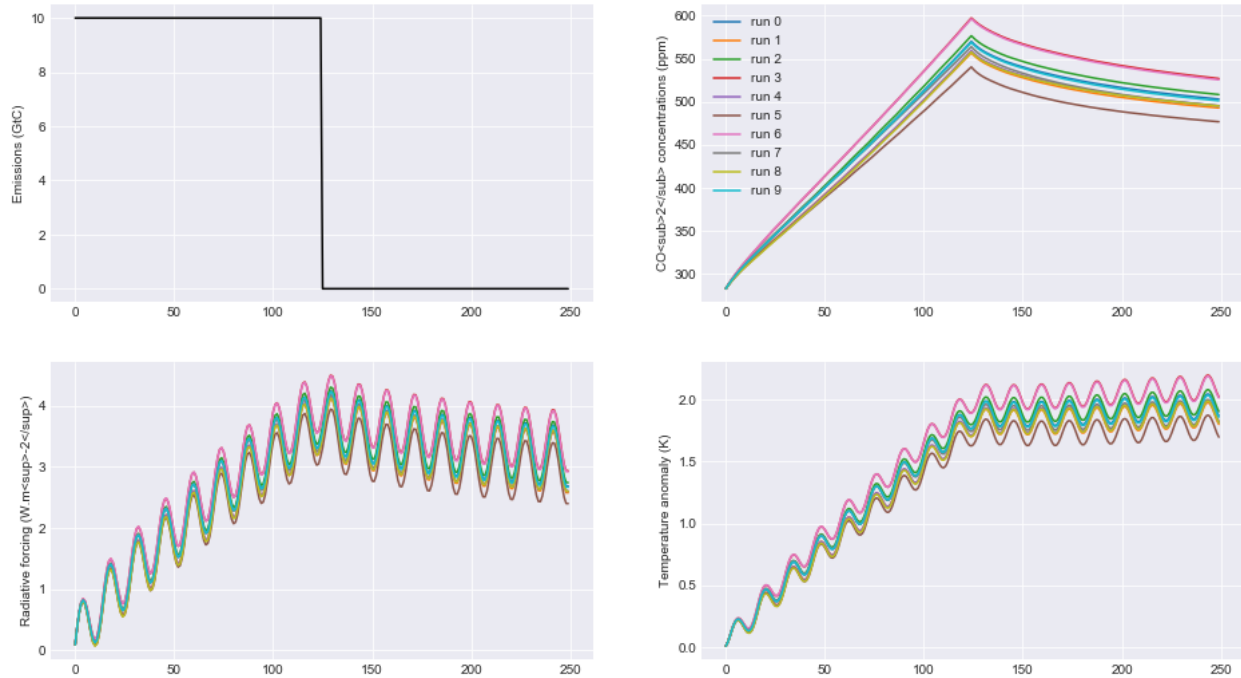 Emissions (GtC)
10
8
6
4
2
0
0 50 100 150 200 250
CO<sub>2</sub> concentrations (ppm)
600
550
500
450
400
350
300
run 0
run 1
run 2
run 3
run 4
run 5
run 6
run 7
run 8
run 9
0 50 100 150 200 250
Radiative forcing (W.m<sup>-2</sup>)
4
3
2
1
0
0 50 100 150 200 250
Temperature anomaly (K)
2.0
1.5
1.0
0.5
0.0
0 50 100 150 200 250